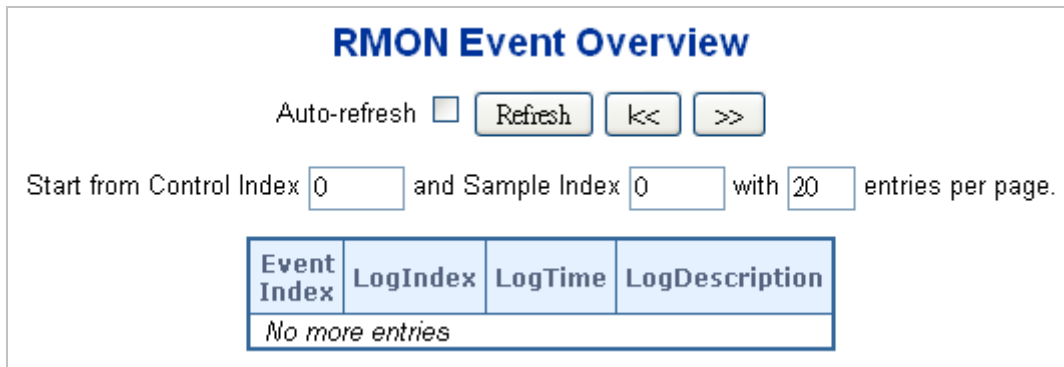 RMON Event Overview
Auto-refresh Refresh |<< >>
Start from Control Index 0 and Sample Index 0 with 20 entries per page.
Event Index LogIndex LogTime LogDescription
No more entries